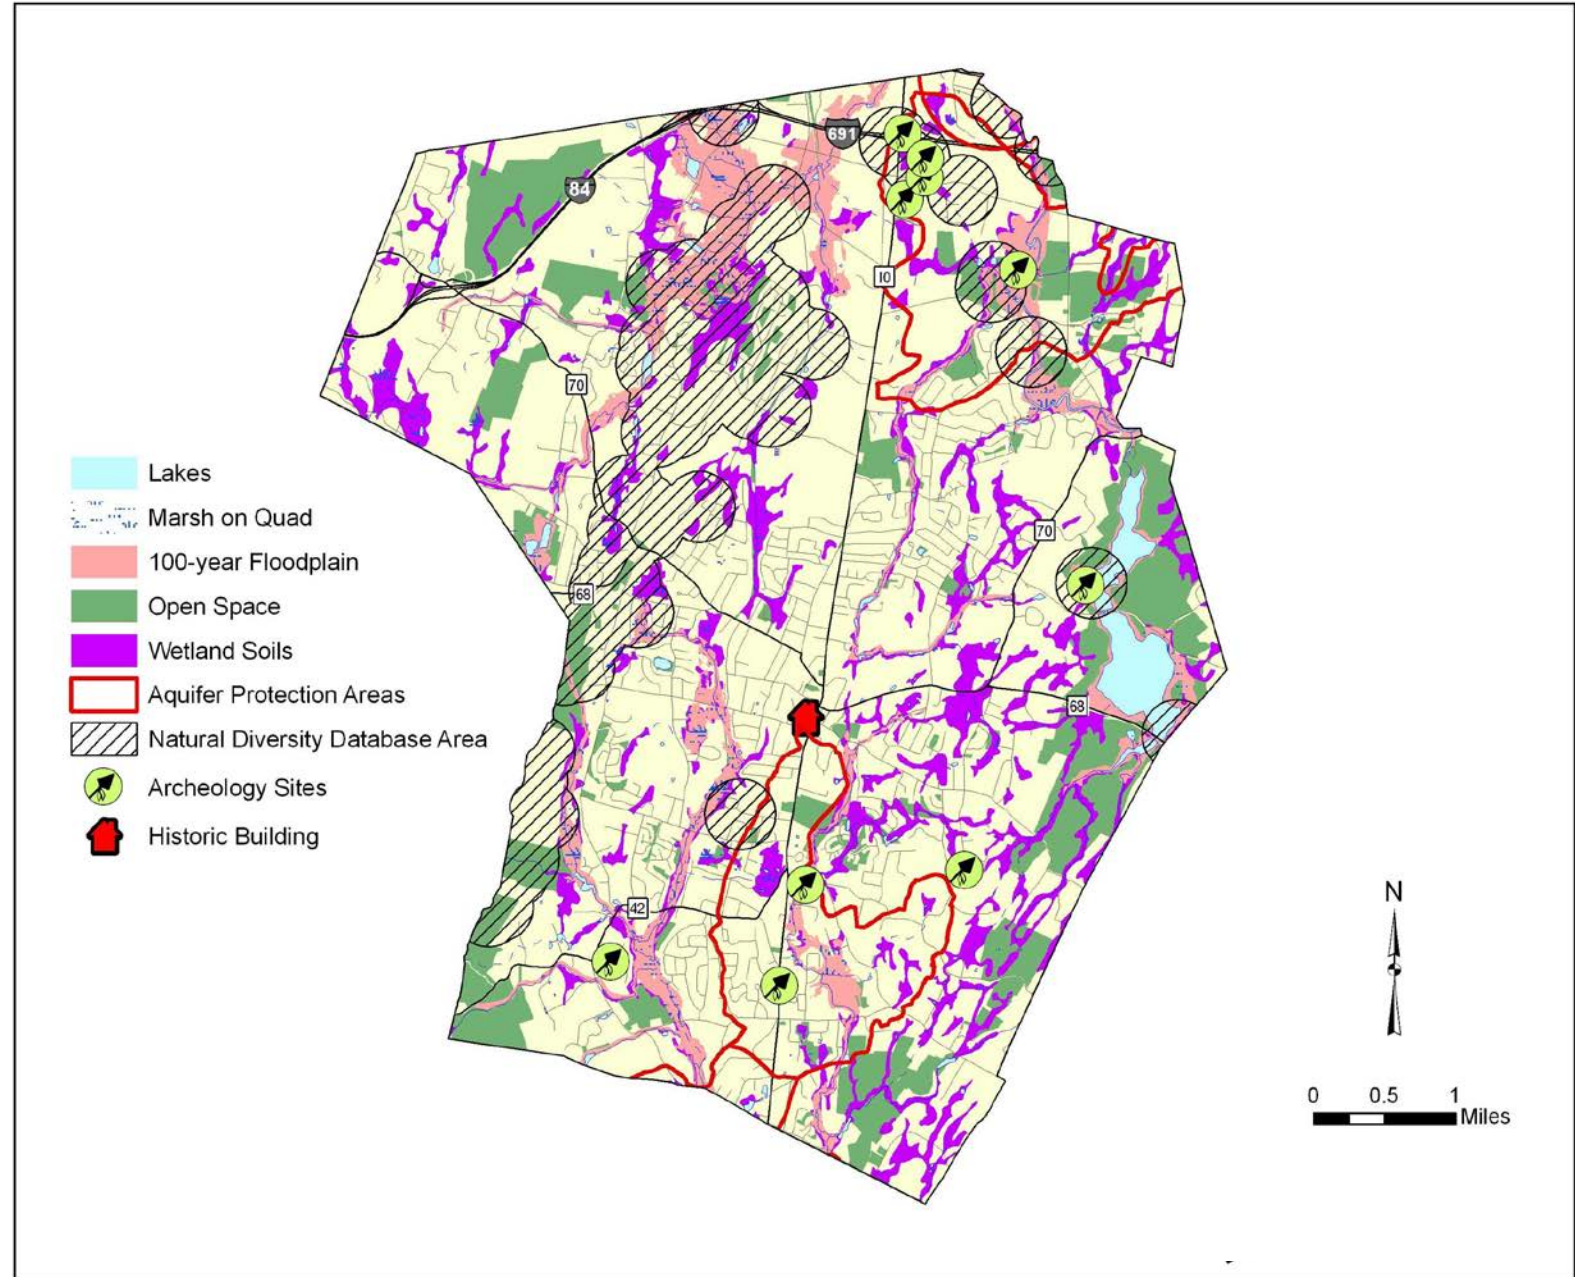 691
84
10
70
Lakes
Marsh on Quad
70
100-year Floodplain
68
Open Space
Wetland Soils
Aquifer Protection Areas
68
Natural Diversity Database Area
Archeology Sites
Historic Building
42
N
0 0.5 1
Miles